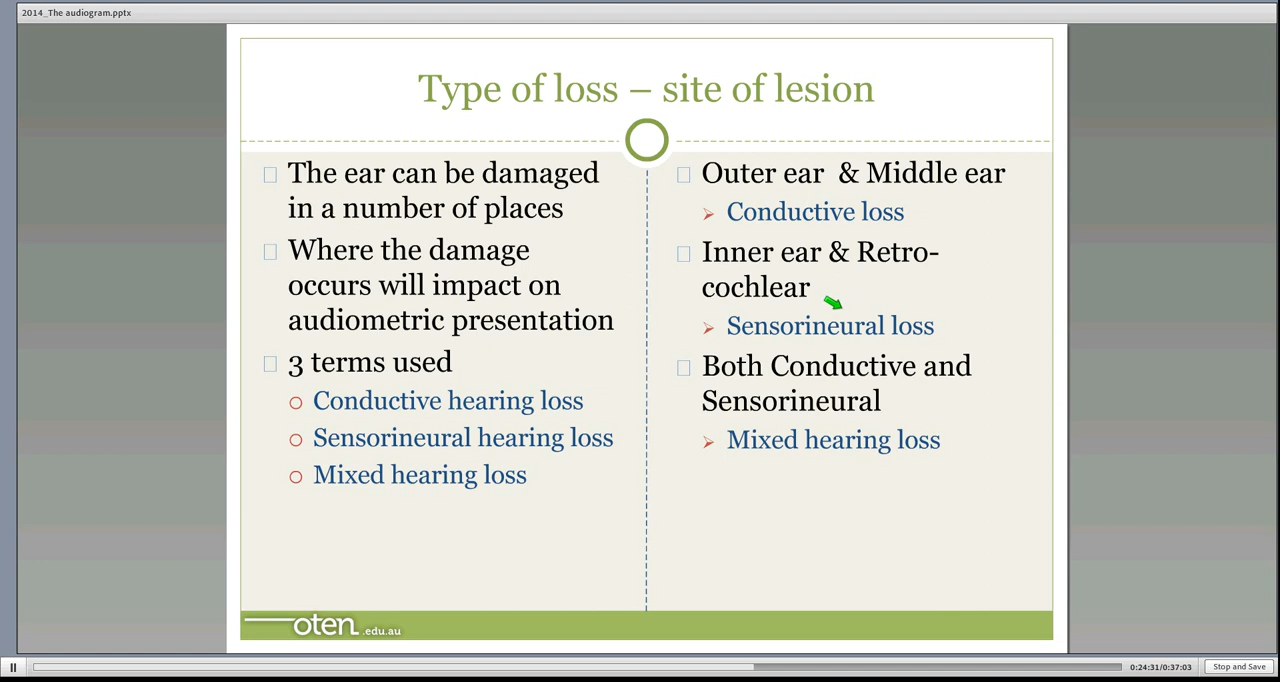 2014_The audiogram.pptx
Type of loss – site of lesion
The ear can be damaged
in a number of places
Where the damage
occurs will impact on
audiometric presentation
3 terms used
Conductive hearing loss
Sensorineural hearing loss
Mixed hearing loss
Outer ear & Middle ear
Conductive loss
Inner ear & Retro-
cochlear
Sensorineural loss
Both Conductive and
Sensorineural
Mixed hearing loss
oten.edu.au
0:24:31/0:37:03
Stop and Save